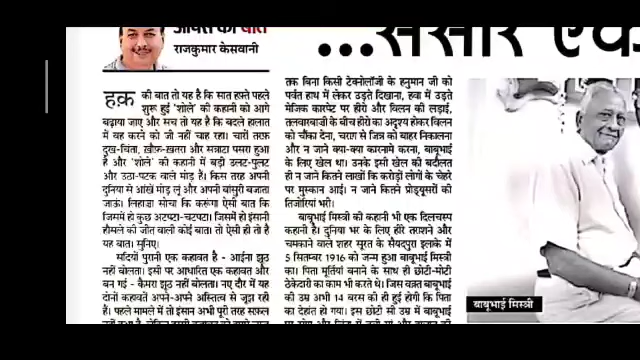 आपस की बात
राजकुमार केसवानी
...संसार एक
हक़ की बात तो यह है कि सात हफ्ते पहले
शुरू हुई 'शोले' की कहानी को आगे
बढ़ाया जाए और सच तो यह है कि बदले हालात
में यह करने को जी नहीं चाह रहा। चारों तरफ़
दुख-चिंता, ख़ौफ़-ख़तरा और सन्नाटा पसरा हुआ
है और 'शोले' की कहानी में बड़ी उलट-पुलट
और उठा-पटक वाले मोड़ हैं। किस तरह अपनी
दुनिया से आंखें मोड़ लूं और अपनी बांसुरी बजाता
जाऊं। लिहाज़ा सोचा कि करूंगा ऐसी बात कि
जिसमें हो कुछ अटपटा-चटपटा। जिसमें हो इंसानी
हौसले की जीत वाली कोई बात। तो ऐसी ही तो है
यह बात। सुनिए।
सदियों पुरानी एक कहावत है - आईना झूठ
नहीं बोलता। इसी पर आधारित एक कहावत और
बन गई - कैमरा झूठ नहीं बोलता। नए दौर में यह
दोनों कहावतें अपने-अपने अस्तित्व से जूझ रही
हैं। पहले मामले में तो इंसान अभी पूरी तरह सफ़ल
तक बिना किसी टेक्नोलॉजी के हनुमान जी को
पर्वत हाथ में लेकर उड़ते दिखाना, हवा में उड़ते
मैजिक कारपेट पर हीरो और विलन की लड़ाई,
तलवारबाज़ी के बीच हीरो का अदृश्य होकर विलन
को चौंका देना, चराग़ से जिन्न को बाहर निकालना
और न जाने क्या-क्या कारनामे करना, बाबूभाई
के लिए खेल था। उनके इसी खेल की बदौलत
ही न जाने कितने लाखों कि करोड़ों लोगों के चेहरे
पर मुस्कान आई। न जाने कितने प्रोड्यूसरों की
तिजोरियां भरीं।
बाबूभाई मिस्त्री की कहानी भी एक दिलचस्प
कहानी है। दुनिया भर के लिए हीरे तराशने और
चमकाने वाले शहर सूरत के सैयदपुरा इलाके में
5 सितम्बर 1916 को जन्म हुआ बाबूभाई मिस्त्री
का। पिता मूर्तियां बनाने के साथ ही छोटी-मोटी
ठेकेदारी का काम भी करते थे। जिस वक़्त बाबूभाई
की उम्र अभी 14 बरस की ही हुई होगी कि पिता
का देहांत हो गया। इस छोटी सी उम्र में बाबूभाई
बाबूभाई मिस्त्री